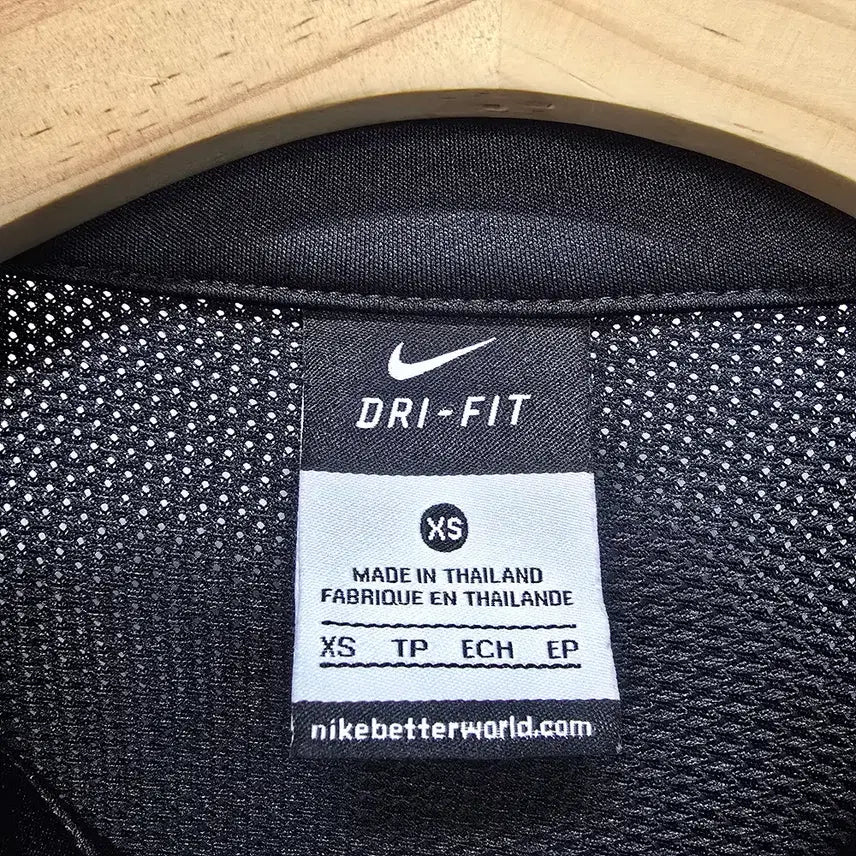 DRI-FIT
XS
MADE IN THAILAND
FABRIQUE EN THAILANDE
XS TP ECH EP
nikebetterworld.com